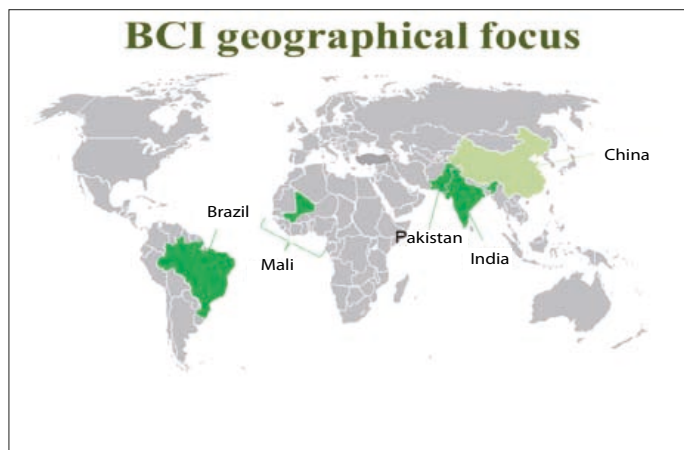 BCI geographical focus
China
Brazil
Pakistan
Mali
India